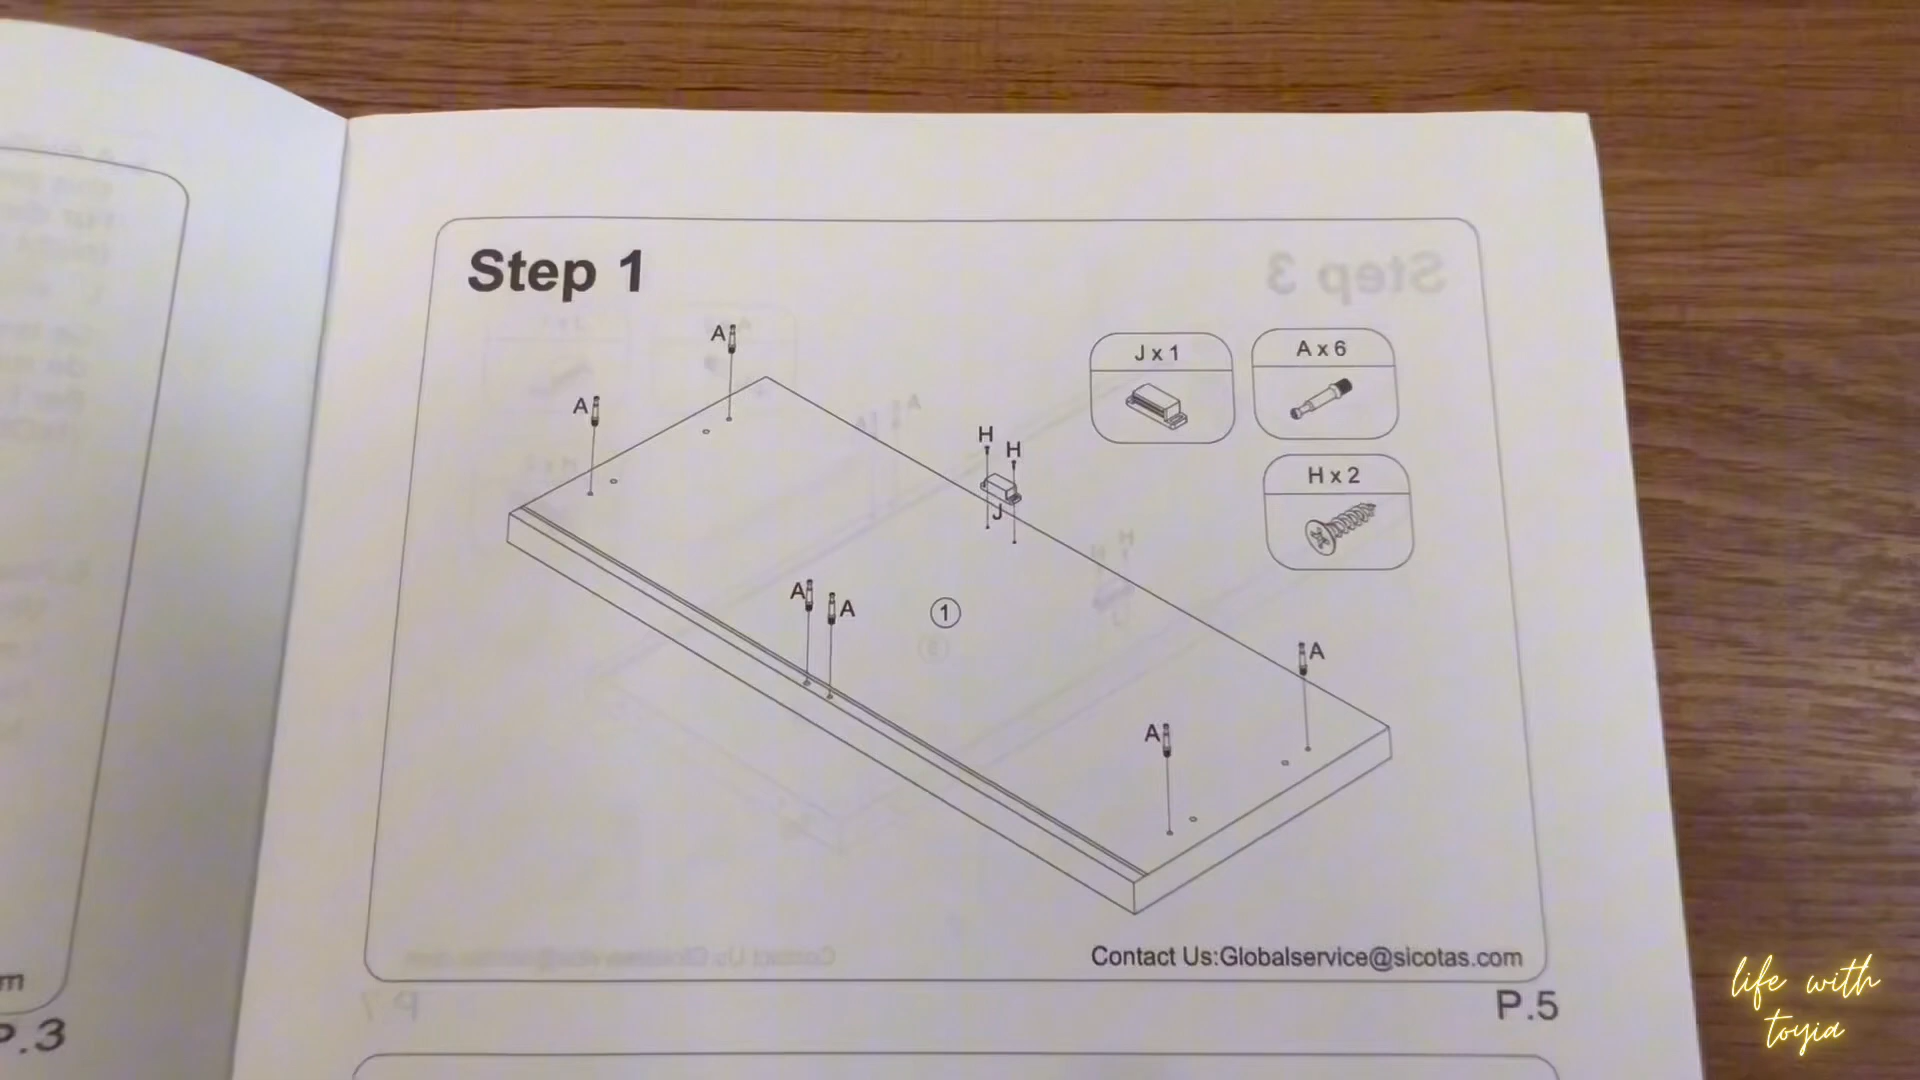 Step 1
J x 1
A x 6
H x 2
A
A
H
H
J
A
A
1
A
A
Contact Us:Globalservice@sicotas.com
P.5
P.3
life with
toyia